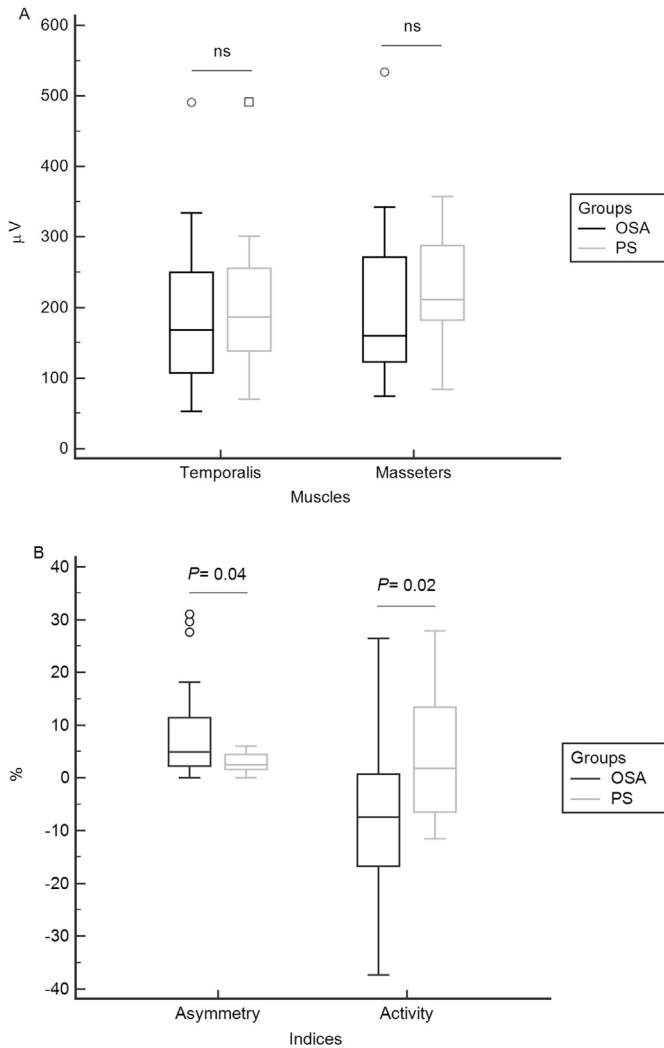 A
600
500
400
300
200
100
0
μV
ns
ns
Temporalis
Masseters
Muscles
Groups
OSA
PS
B
40
30
20
10
0
-10
-20
-30
-40
%
P= 0.04
P= 0.02
Asymmetry
Activity
Indices
Groups
OSA
PS